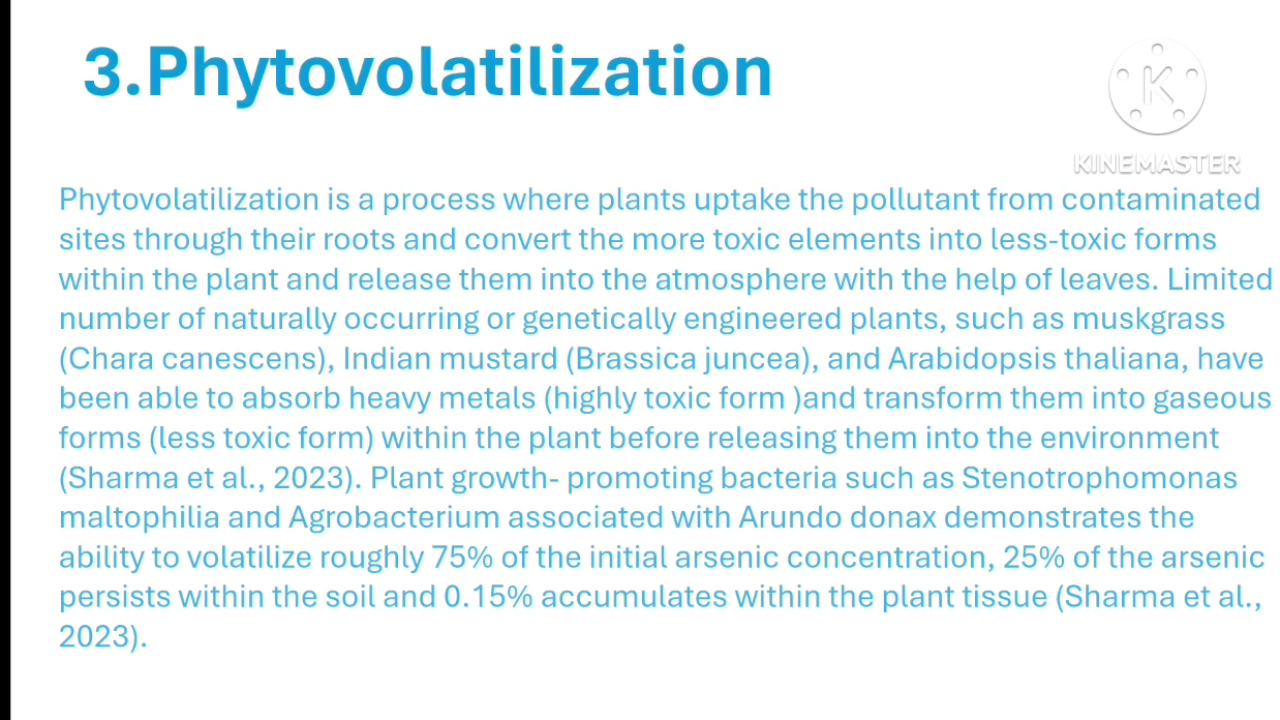 3.Phytovolatilization
K
KINEMASTER
Phytovolatilization is a process where plants uptake the pollutant from contaminated
sites through their roots and convert the more toxic elements into less-toxic forms
within the plant and release them into the atmosphere with the help of leaves. Limited
number of naturally occurring or genetically engineered plants, such as muskgrass
(Chara canescens), Indian mustard (Brassica juncea), and Arabidopsis thaliana, have
been able to absorb heavy metals (highly toxic form )and transform them into gaseous
forms (less toxic form) within the plant before releasing them into the environment
(Sharma et al., 2023). Plant growth- promoting bacteria such as Stenotrophomonas
maltophilia and Agrobacterium associated with Arundo donax demonstrates the
ability to volatilize roughly 75% of the initial arsenic concentration, 25% of the arsenic
persists within the soil and 0.15% accumulates within the plant tissue (Sharma et al.,
2023).